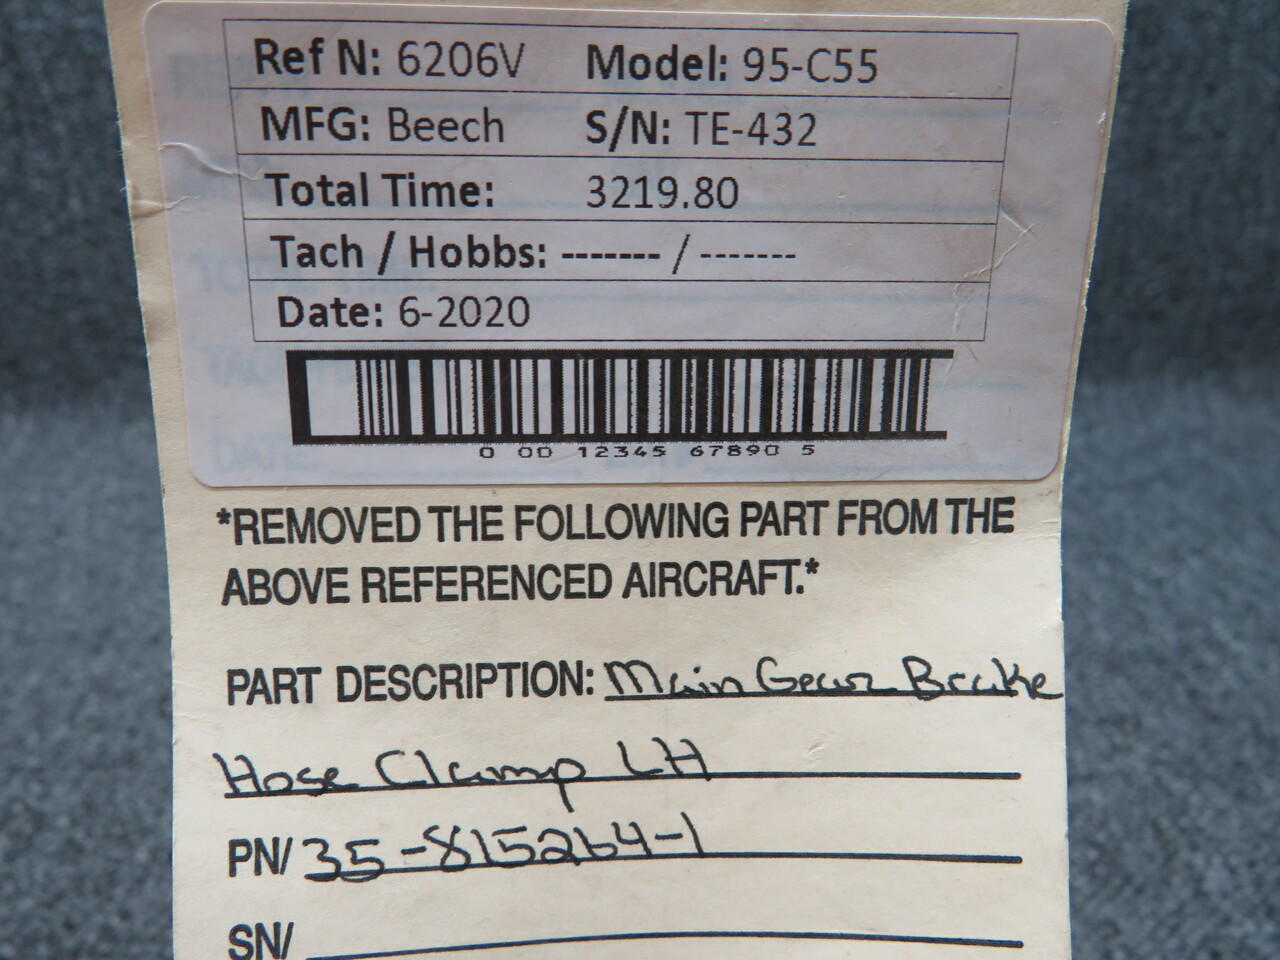 Ref N: 6206V Model: 95-C55
MFG: Beech S/N: TE-432
Total Time: 3219.80
Tach / Hobbs: ------- / -------
Date: 6-2020
0 00 12345 67890 5
*REMOVED THE FOLLOWING PART FROM THE
ABOVE REFERENCED AIRCRAFT.*
PART DESCRIPTION: Main Gear Brake
Hose Clamp LH
PN/ 35-815264-1
SN/